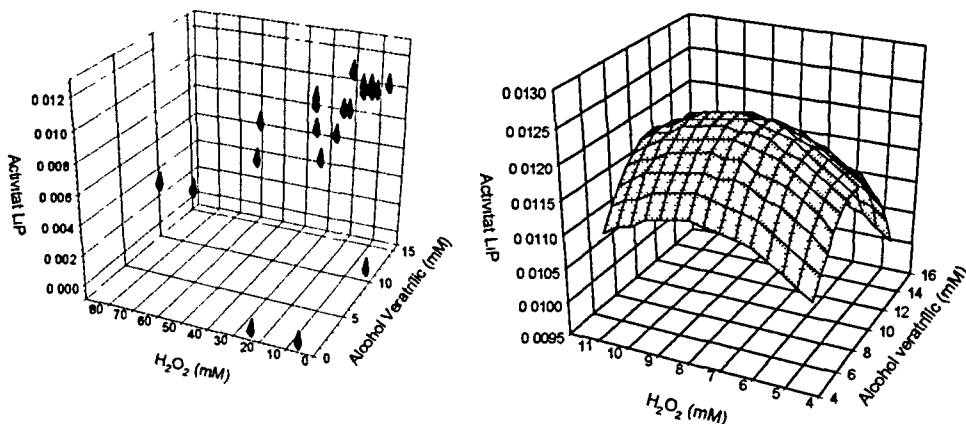 0 012
0 010
0 008
0 006
0 004
0 002
0 000
Activitat LiP
80 70 60 50 40 30 20 10 0
H₂O₂ (mM)
0 5 10 15
Alcohol Veratrílic (mM)
0 0130
0 0125
0 0120
0 0115
0 0110
0 0105
0 0100
0 0095
Activitat LiP
11 10 9 8 7 6 5 4
H₂O₂ (mM)
4 6 8 10 12 14 16
Alcohol veratrílic (mM)